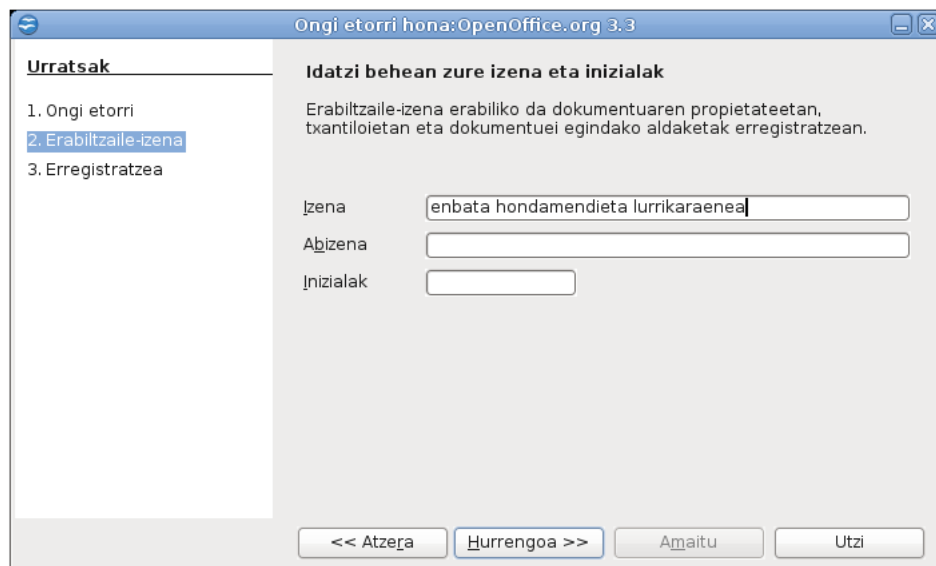 Ongi etorri hona:OpenOffice.org 3.3
Urratsak
1. Ongi etorri
2. Erabiltzaile-izena
3. Erregistratzea
Idatzi behean zure izena eta inizialak
Erabiltzaile-izena erabiliko da dokumentuaren propietateetan,
txantiloietan eta dokumentuei egindako aldaketak erregistratzean.
Izena enbata hondamendieta lurrikaraenea
Abizena
Inizialak
<< Atzera Hurrengoa >> Amaitu Utzi